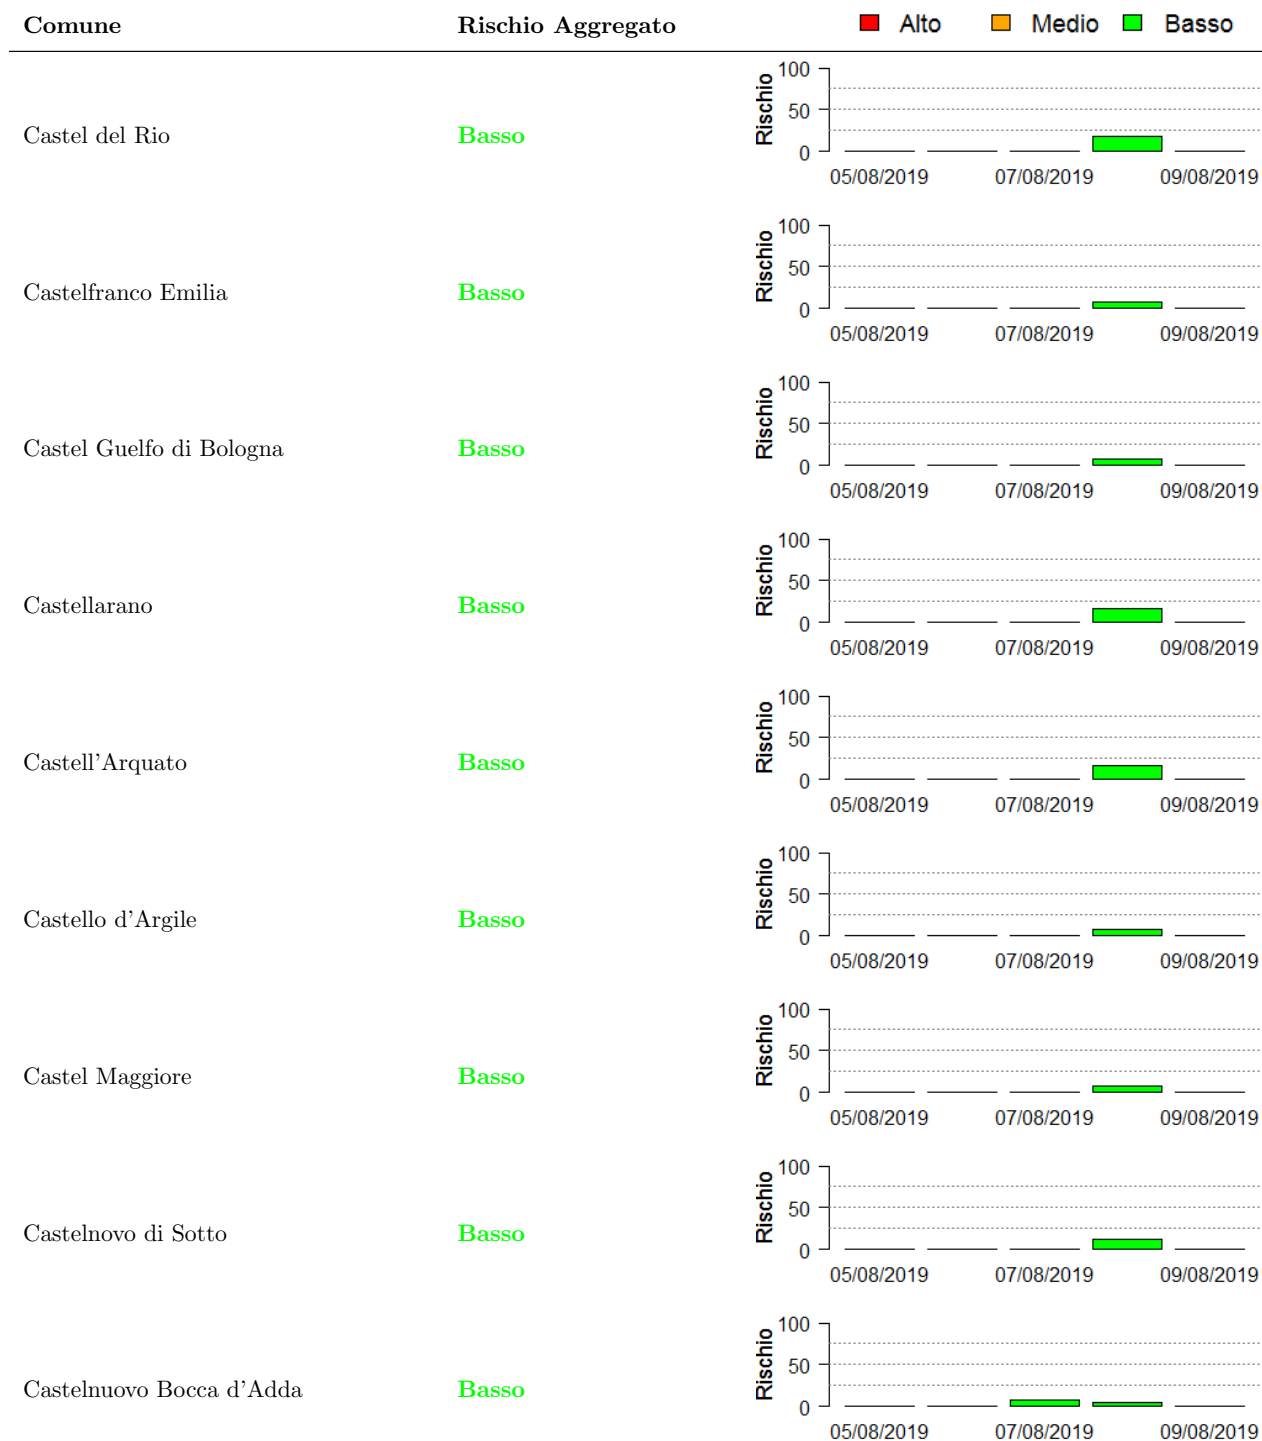 Comune Rischio Aggregato Alto Medio Basso
100
50
0
Rischio
Castel del Rio Basso
05/08/2019 07/08/2019 09/08/2019
100
50
0
Rischio
Castelfranco Emilia Basso
05/08/2019 07/08/2019 09/08/2019
100
50
0
Rischio
Castel Guelfo di Bologna Basso
05/08/2019 07/08/2019 09/08/2019
100
50
0
Rischio
Castellarano Basso
05/08/2019 07/08/2019 09/08/2019
100
50
0
Rischio
Castell'Arquato Basso
05/08/2019 07/08/2019 09/08/2019
100
50
0
Rischio
Castello d'Argile Basso
05/08/2019 07/08/2019 09/08/2019
100
50
0
Rischio
Castel Maggiore Basso
05/08/2019 07/08/2019 09/08/2019
100
50
0
Rischio
Castelnovo di Sotto Basso
05/08/2019 07/08/2019 09/08/2019
100
50
0
Rischio
Castelnuovo Bocca d'Adda Basso
05/08/2019 07/08/2019 09/08/2019